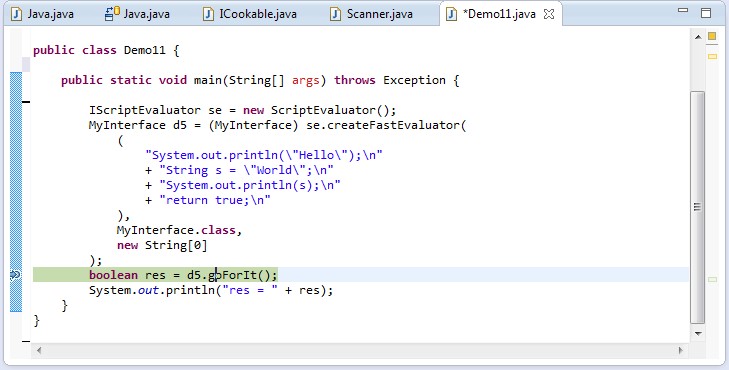 Java.java Java.java ICookable.java Scanner.java *Demo11.java
public class Demo11 {
public static void main(String[] args) throws Exception {
IScriptEvaluator se = new ScriptEvaluator();
MyInterface d5 = (MyInterface) se.createFastEvaluator(
(
"System.out.println(\"Hello\");\n"
+ "String s = \"World\";\n"
+ "System.out.println(s);\n"
+ "return true;\n"
),
MyInterface.class,
new String[0]
);
boolean res = d5.goForIt();
System.out.println("res = " + res);
}
}